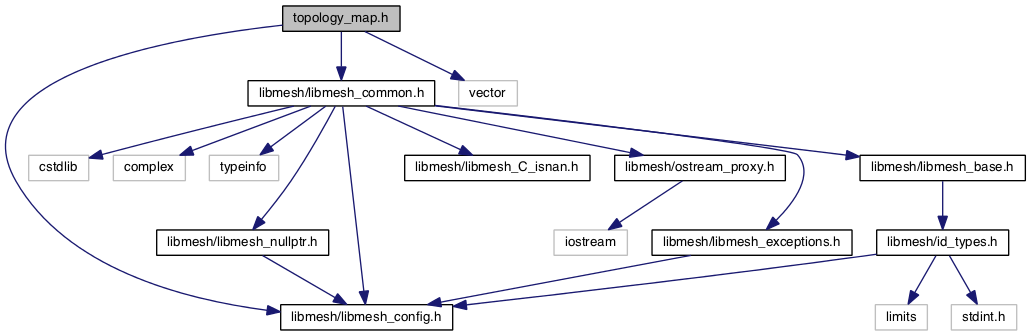 topology_map.h
libmesh/libmesh_common.h
vector
cstdlib
complex
typeinfo
libmesh/libmesh_C_isnan.h
libmesh/ostream_proxy.h
libmesh/libmesh_base.h
libmesh/libmesh_nullptr.h
iostream
libmesh/libmesh_exceptions.h
libmesh/id_types.h
libmesh/libmesh_config.h
limits
stdint.h